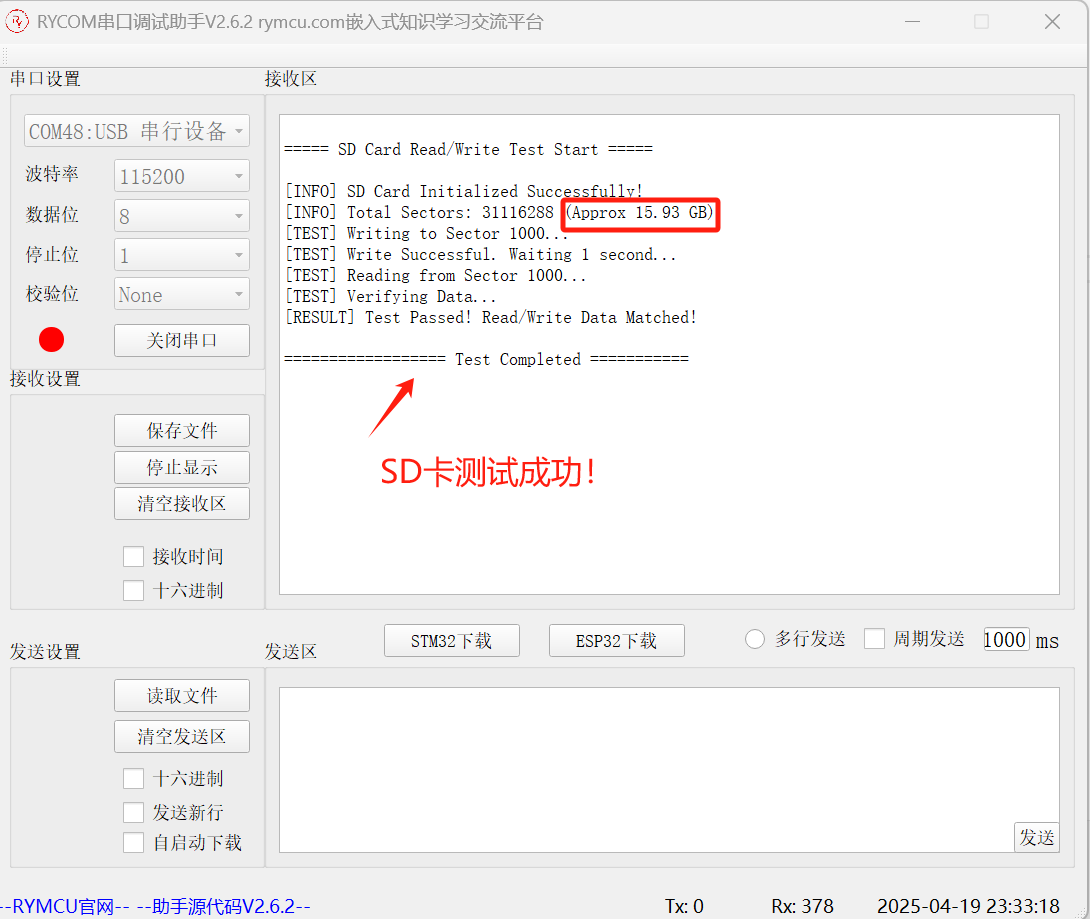 RYCOM串口调试助手V2.6.2 rymcu.com嵌入式知识学习交流平台
串口设置
COM48:USB 串行设备
波特率 115200
数据位 8
停止位 1
校验位 None
关闭串口
接收设置
保存文件
停止显示
清空接收区
接收时间
十六进制
接收区
===== SD Card Read/Write Test Start =====
[INFO] SD Card Initialized Successfully!
[INFO] Total Sectors: 31116288 (Approx 15.93 GB)
[TEST] Writing to Sector 1000...
[TEST] Write Successful. Waiting 1 second...
[TEST] Reading from Sector 1000...
[TEST] Verifying Data...
[RESULT] Test Passed! Read/Write Data Matched!
================== Test Completed ===========
SD卡测试成功!
STM32下载 ESP32下载 多行发送 周期发送 1000 ms
发送设置
读取文件
清空发送区
十六进制
发送新行
自启动下载
发送区
发送
--RYMCU官网-- --助手源代码V2.6.2-- Tx: 0 Rx: 378 2025-04-19 23:33:18